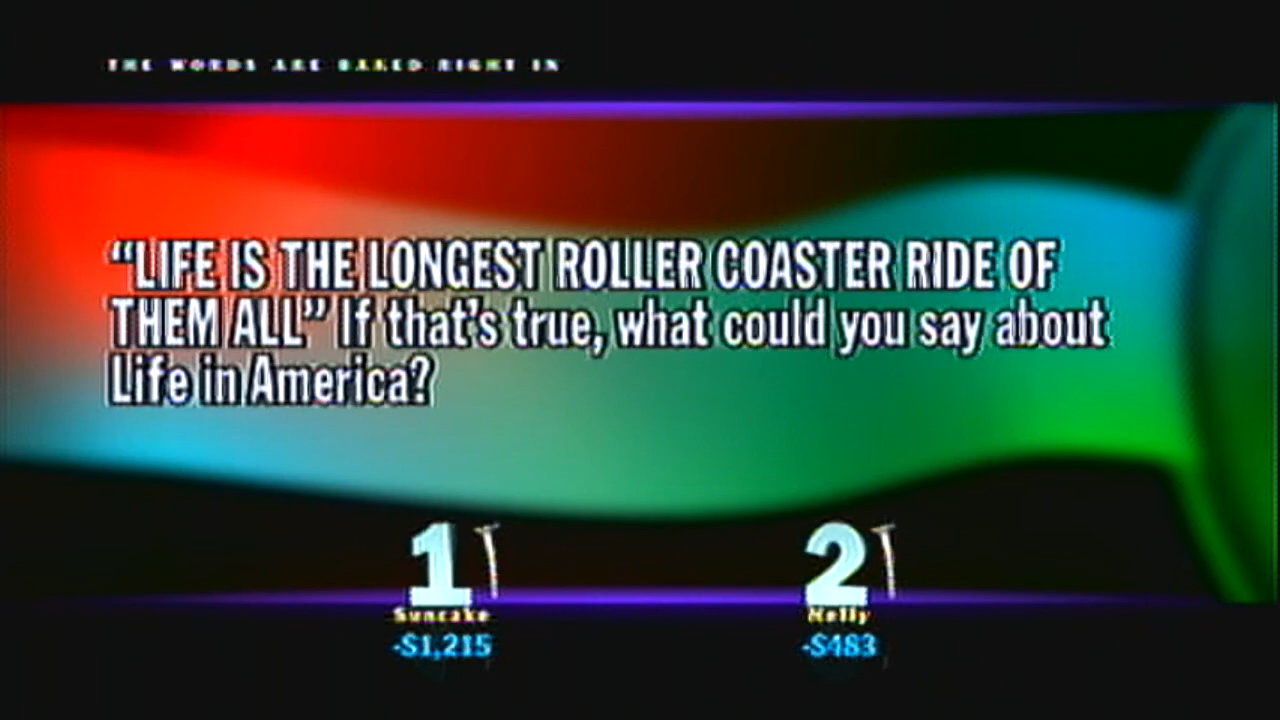 THE WORDS ARE BAKED RIGHT IN
“LIFE IS THE LONGEST ROLLER COASTER RIDE OF
THEM ALL” If that’s true, what could you say about
Life in America?
1 2
Suncake Nelly
-$1,215 -$483